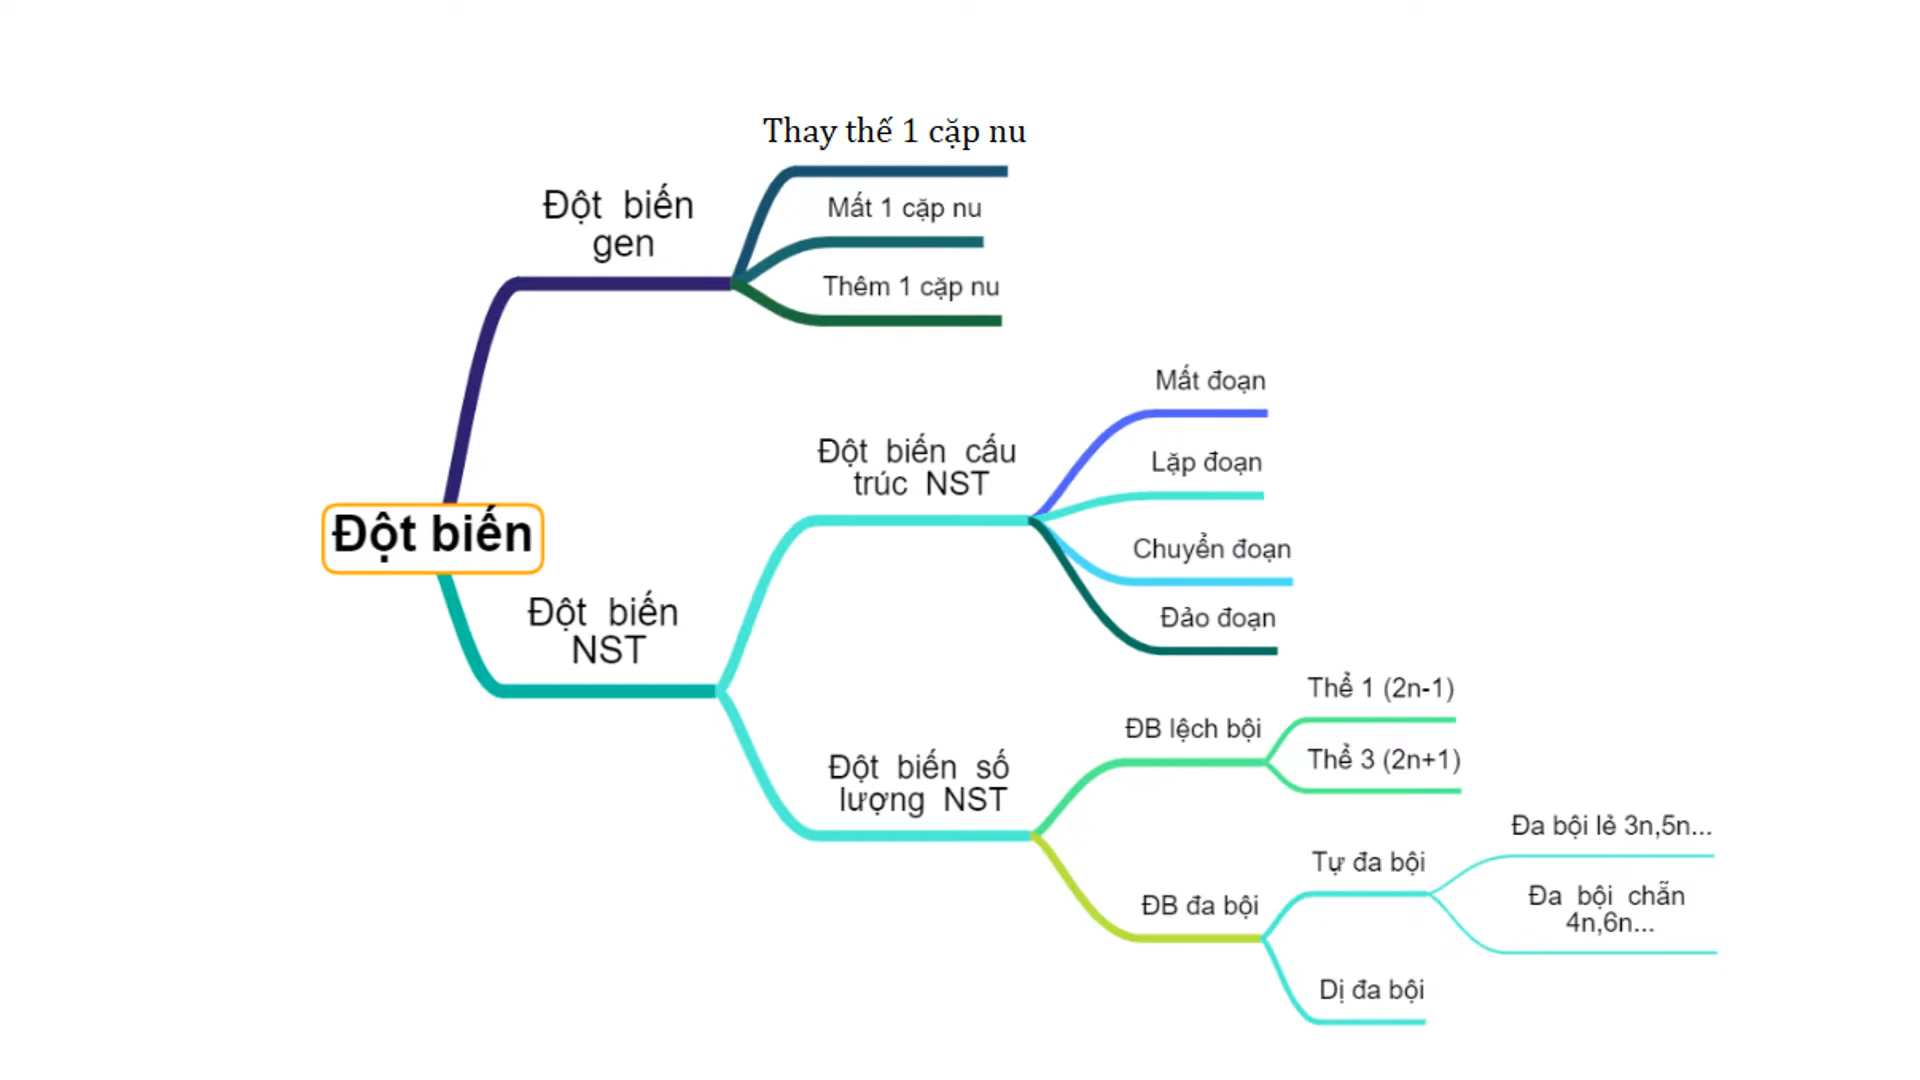 Thay thế 1 cặp nu
Đột biến
gen
Mất 1 cặp nu
Thêm 1 cặp nu
Mất đoạn
Đột biến cấu
trúc NST
Lặp đoạn
Chuyển đoạn
Đảo đoạn
Đột biến
Đột biến
NST
Thể 1 (2n-1)
ĐB lệch bội
Thể 3 (2n+1)
Đột biến số
lượng NST
Đa bội lẻ 3n,5n...
Tự đa bội
Đa bội chẵn
4n,6n...
ĐB đa bội
Dị đa bội